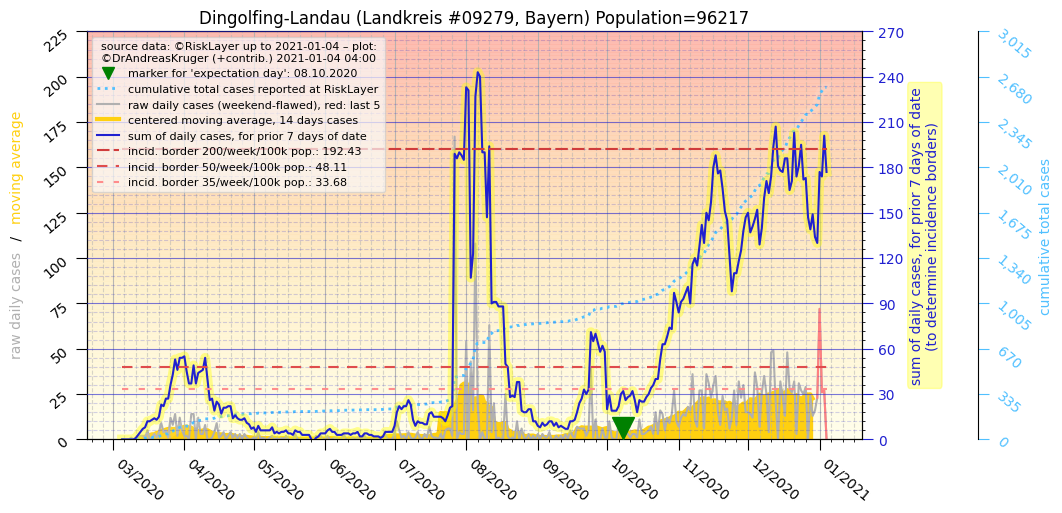 Dingolfing-Landau (Landkreis #09279, Bayern) Population=96217
source data: ©RiskLayer up to 2021-01-04 – plot:
©DrAndreasKruger (+contrib.) 2021-01-04 04:00
marker for 'expectation day': 08.10.2020
cumulative total cases reported at RiskLayer
raw daily cases (weekend-flawed), red: last 5
centered moving average, 14 days cases
sum of daily cases, for prior 7 days of date
incid. border 200/week/100k pop.: 192.43
incid. border 50/week/100k pop.: 48.11
incid. border 35/week/100k pop.: 33.68
raw daily cases / moving average
225
200
175
150
125
100
75
50
25
0
03/2020
04/2020
05/2020
06/2020
07/2020
08/2020
09/2020
10/2020
11/2020
12/2020
01/2021
270
240
210
180
150
120
90
60
30
0
sum of daily cases, for prior 7 days of date
(to determine incidence borders)
3,015
2,680
2,345
2,010
1,675
1,340
1,005
670
335
0
cumulative total cases